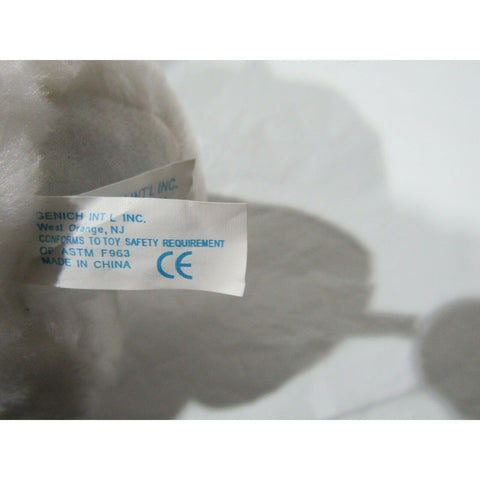 INT'L INC.
GENICH INT'L INC.
West Orange, NJ
CONFORMS TO TOY SAFETY REQUIREMENT
OF ASTM F963
MADE IN CHINA
CE